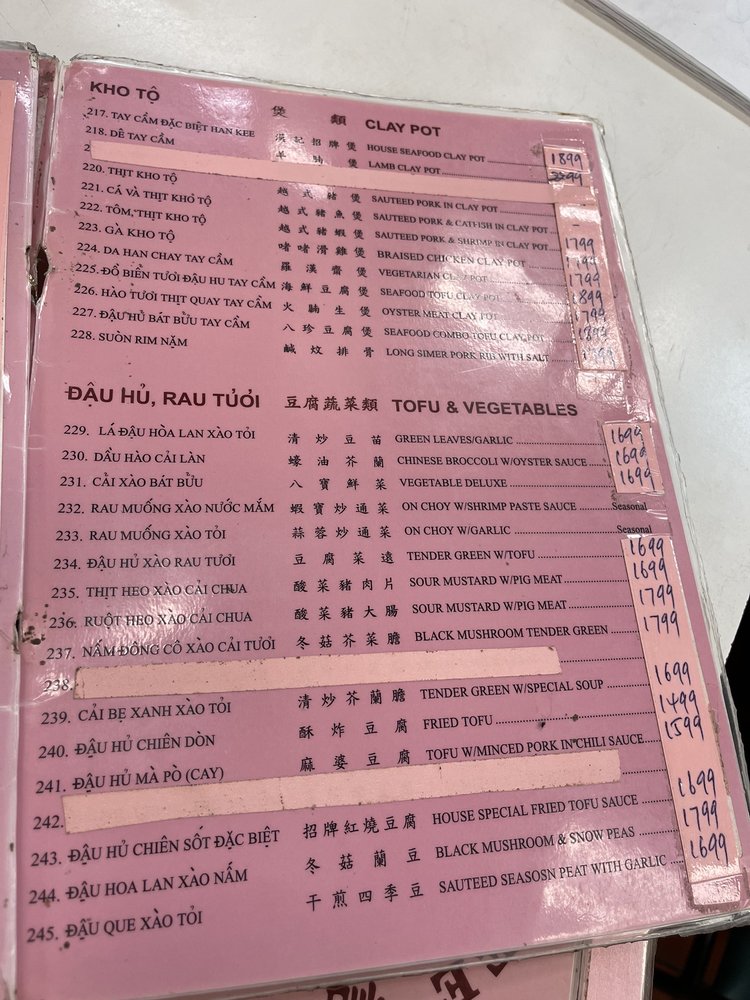 KHO TỘ 煲 類 CLAY POT
217. TAY CẦM ĐẶC BIỆT HAN KEE 漢記招牌煲 HOUSE SEAFOOD CLAY POT 1899
218. DÊ TAY CẦM 羊 腩 煲 LAMB CLAY POT 2299
2
220. THỊT KHO TỘ 越式豬煲 SAUTEED PORK IN CLAY POT
221. CÁ VÀ THỊT KHO TỘ 越式豬魚煲 SAUTEED PORK & CATFISH IN CLAY POT
222. TÔM, THỊT KHO TỘ 越式豬蝦煲 SAUTEED PORK & SHRIMP IN CLAY POT
223. GÀ KHO TỘ 啫啫滑雞煲 BRAISED CHICKEN CLAY POT 1799
224. DA HAN CHAY TAY CẦM 羅漢齋煲 VEGETARIAN CLAY POT 1799
225. ĐỒ BIỂN TƯƠI ĐẬU HU TAY CẦM 海鮮豆腐煲 SEAFOOD TOFU CLAY POT 1899
226. HÀO TƯƠI THỊT QUAY TAY CẦM 火腩生煲 OYSTER MEAT CLAY POT 1799
227. ĐẬU HỦ BÁT BỬU TAY CẦM 八珍豆腐煲 SEAFOOD COMBO TOFU CLAY POT 1899
228. SUÒN RIM NẶM 鹹炆排骨 LONG SIMER PORK RIB WITH SALT
ĐẬU HỦ, RAU TƯƠI 豆腐蔬菜類 TOFU & VEGETABLES
229. LÁ ĐẬU HÒA LAN XÀO TỎI 清炒豆苗 GREEN LEAVES/GARLIC 1699
230. DẦU HÀO CẢI LÀN 蠔油芥蘭 CHINESE BROCCOLI W/OYSTER SAUCE 1699
231. CẢI XÀO BÁT BỬU 八寶鮮菜 VEGETABLE DELUXE 1699
232. RAU MUỐNG XÀO NƯỚC MẮM 蝦寶炒通菜 ON CHOY W/SHRIMP PASTE SAUCE Seasonal
233. RAU MUỐNG XÀO TỎI 蒜蓉炒通菜 ON CHOY W/GARLIC Seasonal
234. ĐẬU HỦ XÀO RAU TƯƠI 豆腐菜遠 TENDER GREEN W/TOFU 1699
235. THỊT HEO XÀO CẢI CHUA 酸菜豬肉片 SOUR MUSTARD W/PIG MEAT 1699
236. RUỘT HEO XÀO CẢI CHUA 酸菜豬大腸 SOUR MUSTARD W/PIG MEAT 1799
237. NẤM ĐÔNG CÔ XÀO CẢI TƯƠI 冬菇芥菜膽 BLACK MUSHROOM TENDER GREEN 1799
238.
239. CẢI BẸ XANH XÀO TỎI 清炒芥蘭膽 TENDER GREEN W/SPECIAL SOUP 1699
240. ĐẬU HỦ CHIÊN DÒN 酥炸豆腐 FRIED TOFU 1499
241. ĐẬU HỦ MÀ PÒ (CAY) 麻婆豆腐 TOFU W/MINCED PORK IN CHILI SAUCE 1599
242.
243. ĐẬU HỦ CHIÊN SỐT ĐẶC BIỆT 招牌紅燒豆腐 HOUSE SPECIAL FRIED TOFU SAUCE 1699
244. ĐẬU HOA LAN XÀO NẤM 冬菇蘭豆 BLACK MUSHROOM & SNOW PEAS 1799
245. ĐẬU QUE XÀO TỎI 干煎四季豆 SAUTEED SEASOSN PEAT WITH GARLIC 1699